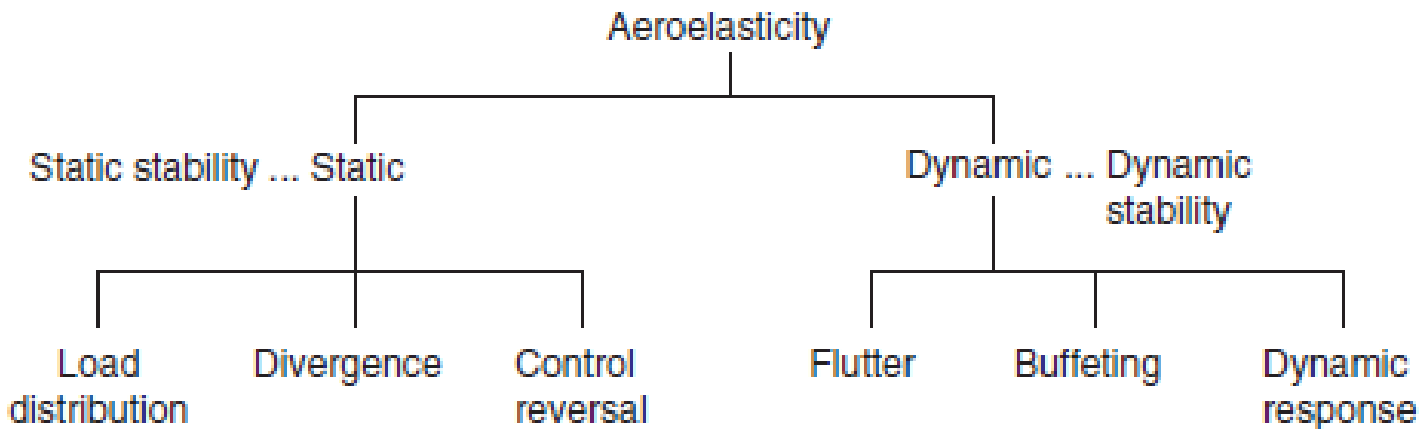 Aeroelasticity
Static stability ... Static
Dynamic ... Dynamic
stability
Load
distribution
Divergence
Control
reversal
Flutter
Buffeting
Dynamic
response